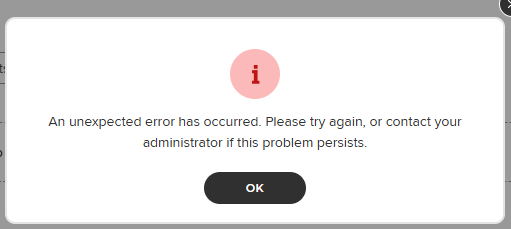 An unexpected error has occurred. Please try again, or contact your
administrator if this problem persists.
OK